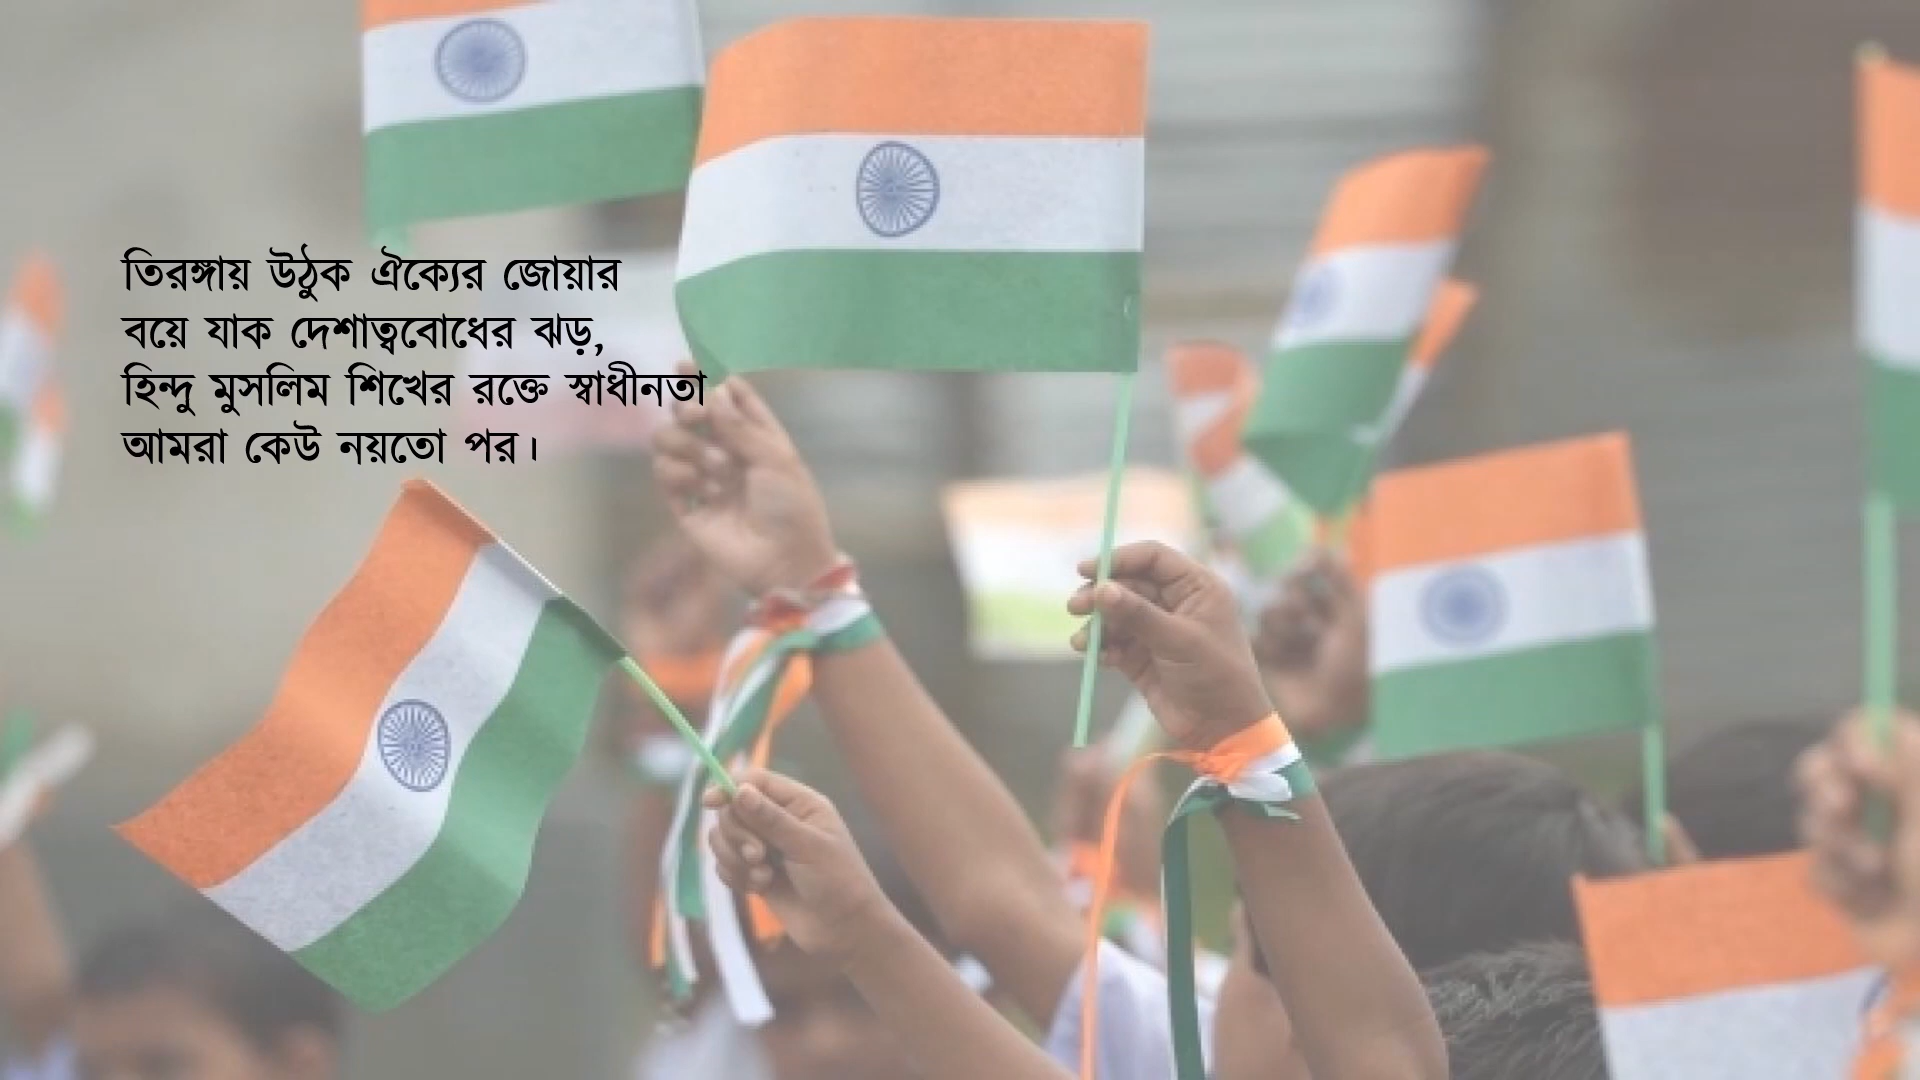 তিরঙ্গায় উঠুক ঐক্যের জোয়ার
বয়ে যাক দেশাত্ববোধের ঝড়,
হিন্দু মুসলিম শিখের রক্তে স্বাধীনতা
আমরা কেউ নয়তো পর।